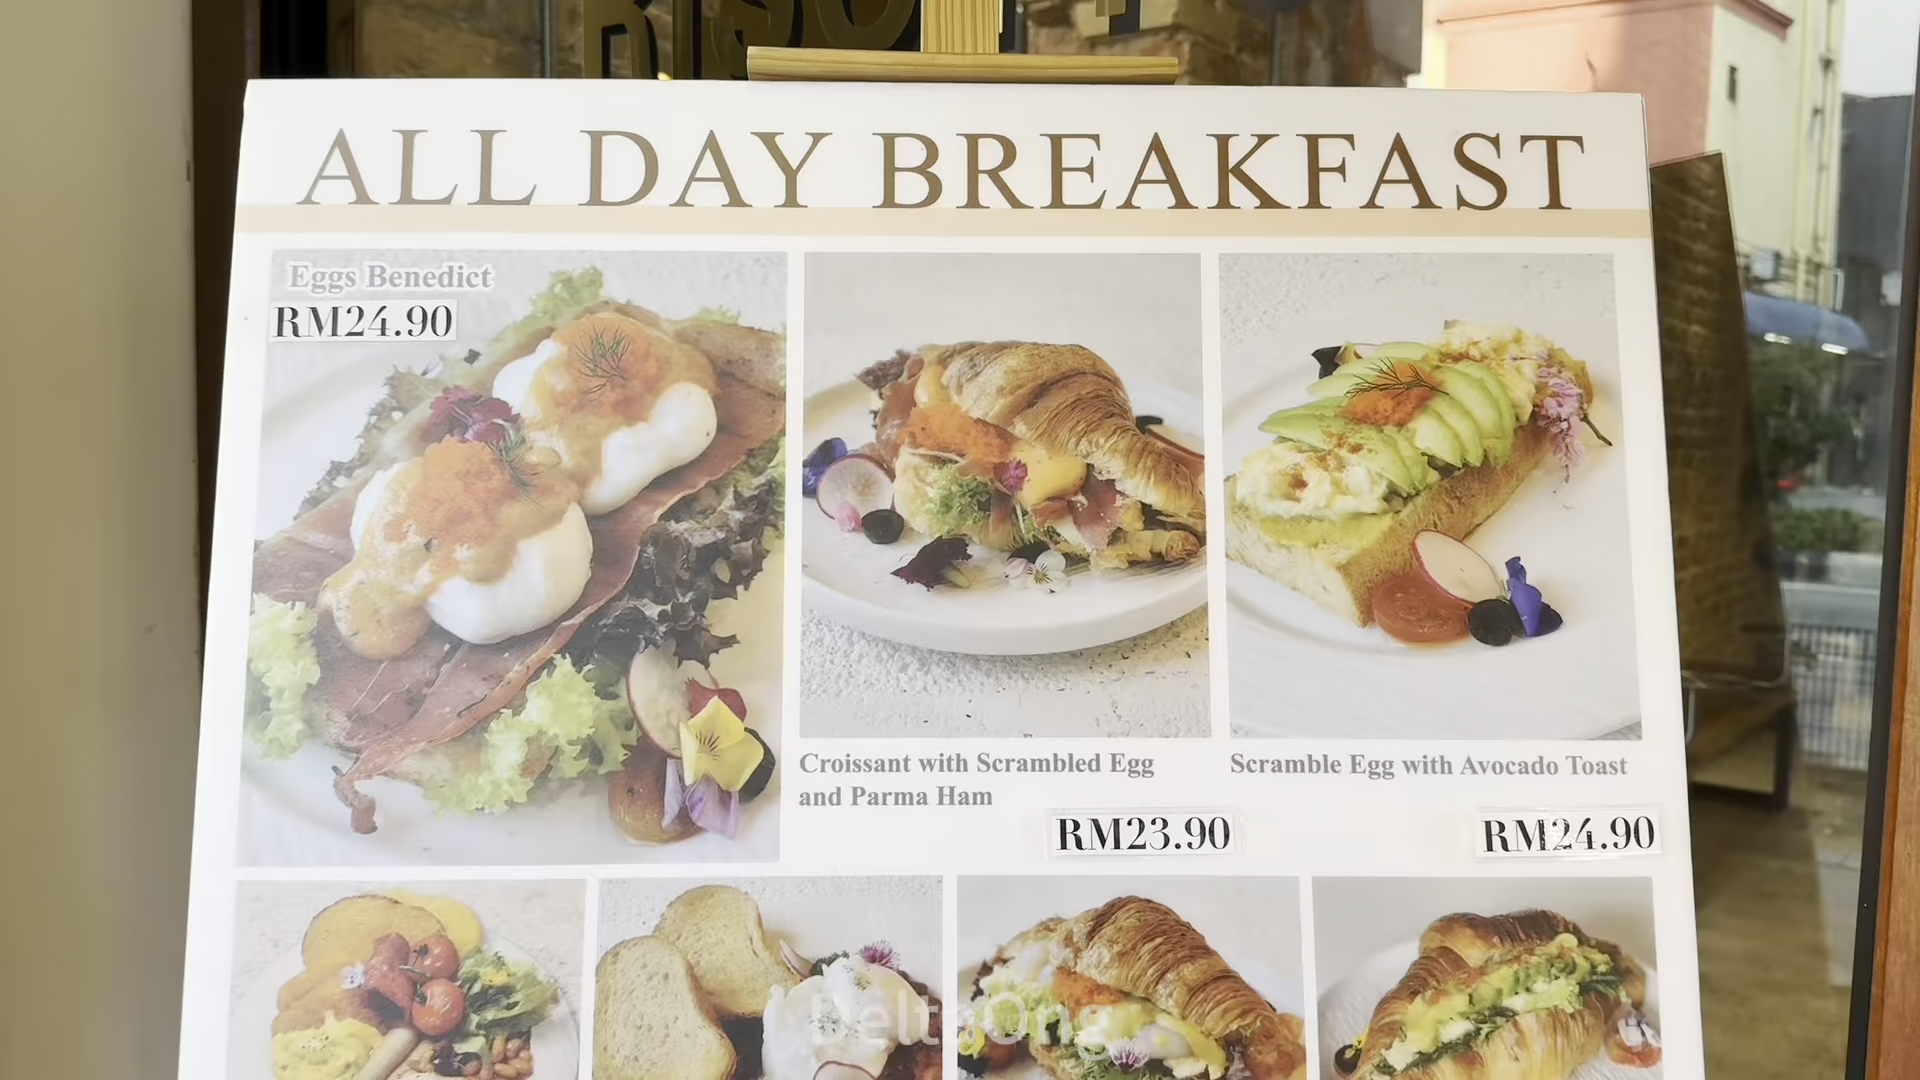 ALL DAY BREAKFAST
Eggs Benedict
RM24.90
Croissant with Scrambled Egg
and Parma Ham
RM23.90
Scramble Egg with Avocado Toast
RM24.90
DeltaOng